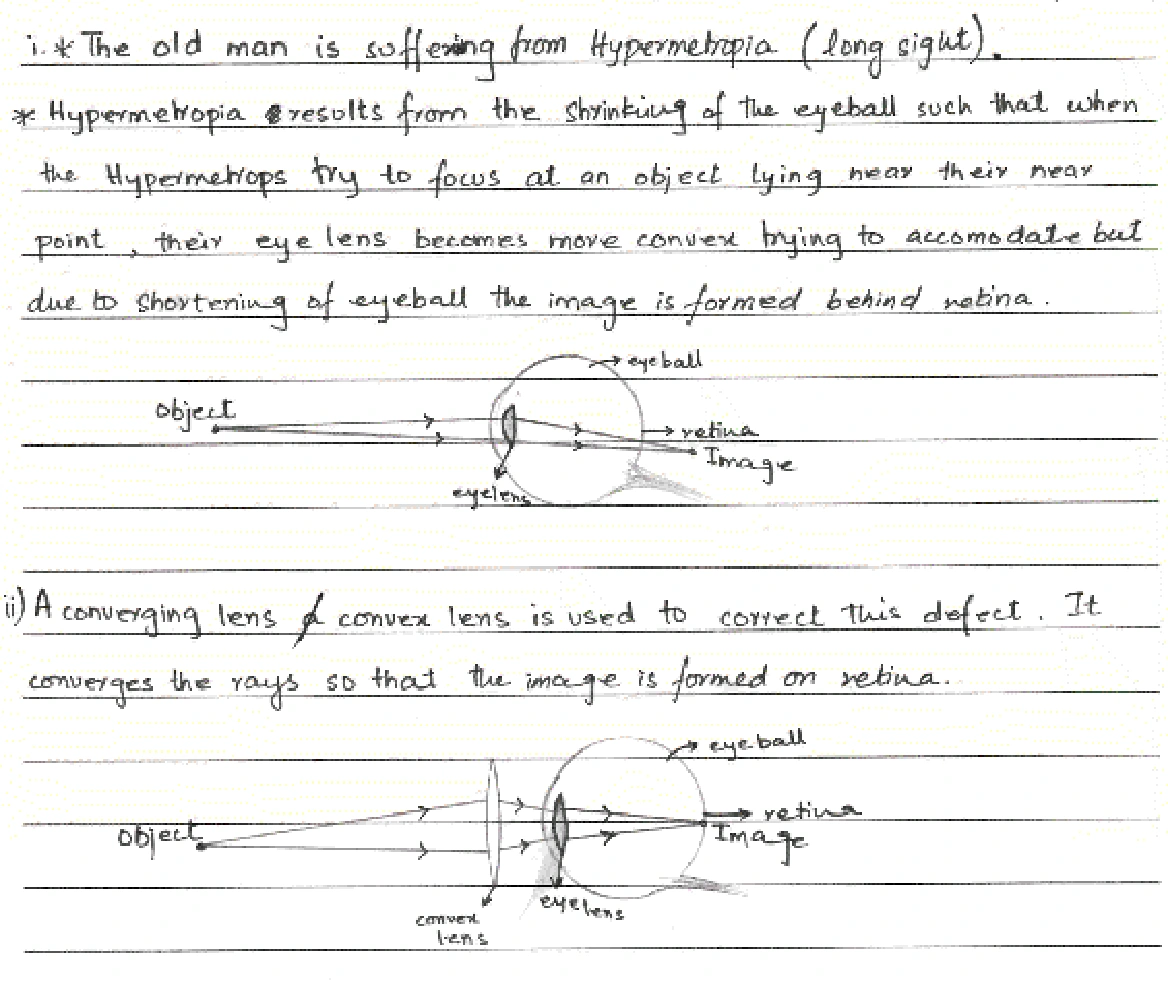 i. * The old man is suffering from Hypermetropia (long sight).
* Hypermetropia results from the shrinking of the eyeball such that when
the Hypermetrops try to focus at an object lying near their near
point, their eye lens becomes more convex trying to accomodate but
due to shortening of eyeball the image is formed behind retina.
eyeball
Object
retina
Image
eyelens
ii) A converging lens / convex lens is used to correct this defect. It
converges the rays so that the image is formed on retina.
eyeball
retina
Object
Image
eyelens
convex
lens